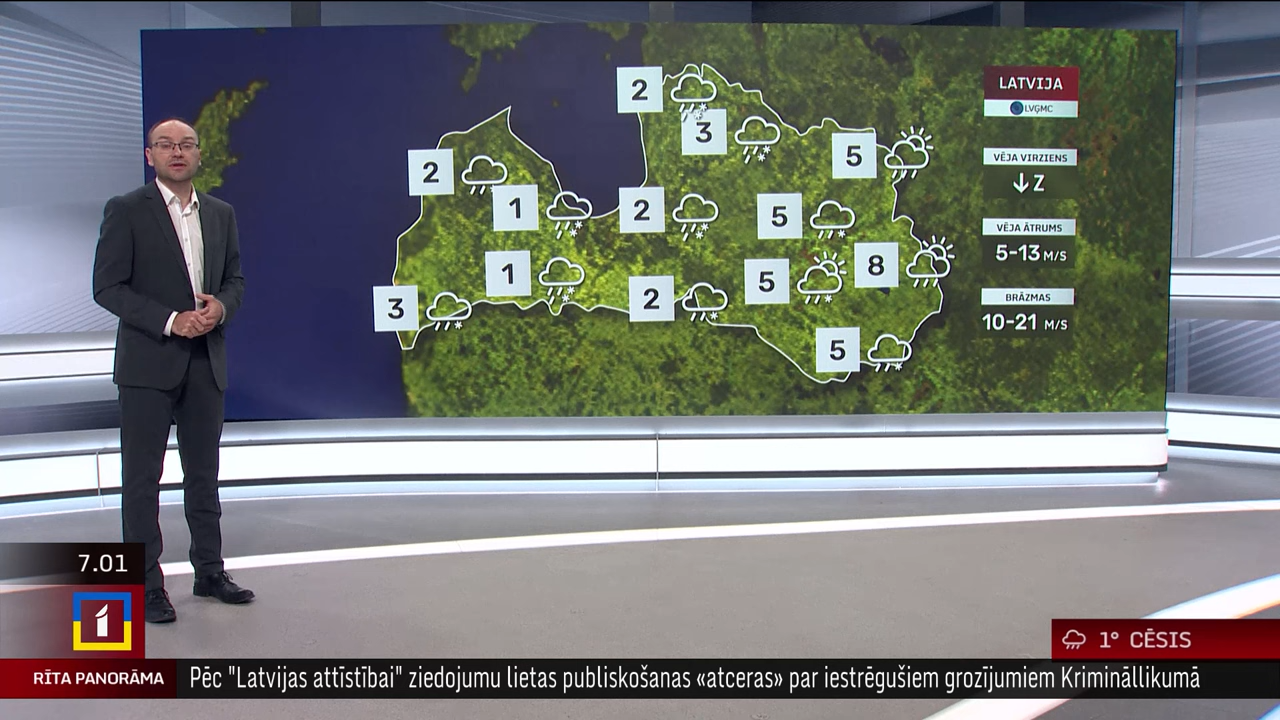 LATVIJA
LVĢMC
VĒJA VIRZIENS
Z
VĒJA ĀTRUMS
5-13 M/S
BRĀZMAS
10-21 M/S
2
3
5
2
1
2
5
1
5
8
3
2
5
7.01
1
1° CĒSIS
RĪTA PANORĀMA
Pēc "Latvijas attīstībai" ziedojumu lietas publiskošanas «atceras» par iestrēgušiem grozījumiem Krimināllikumā